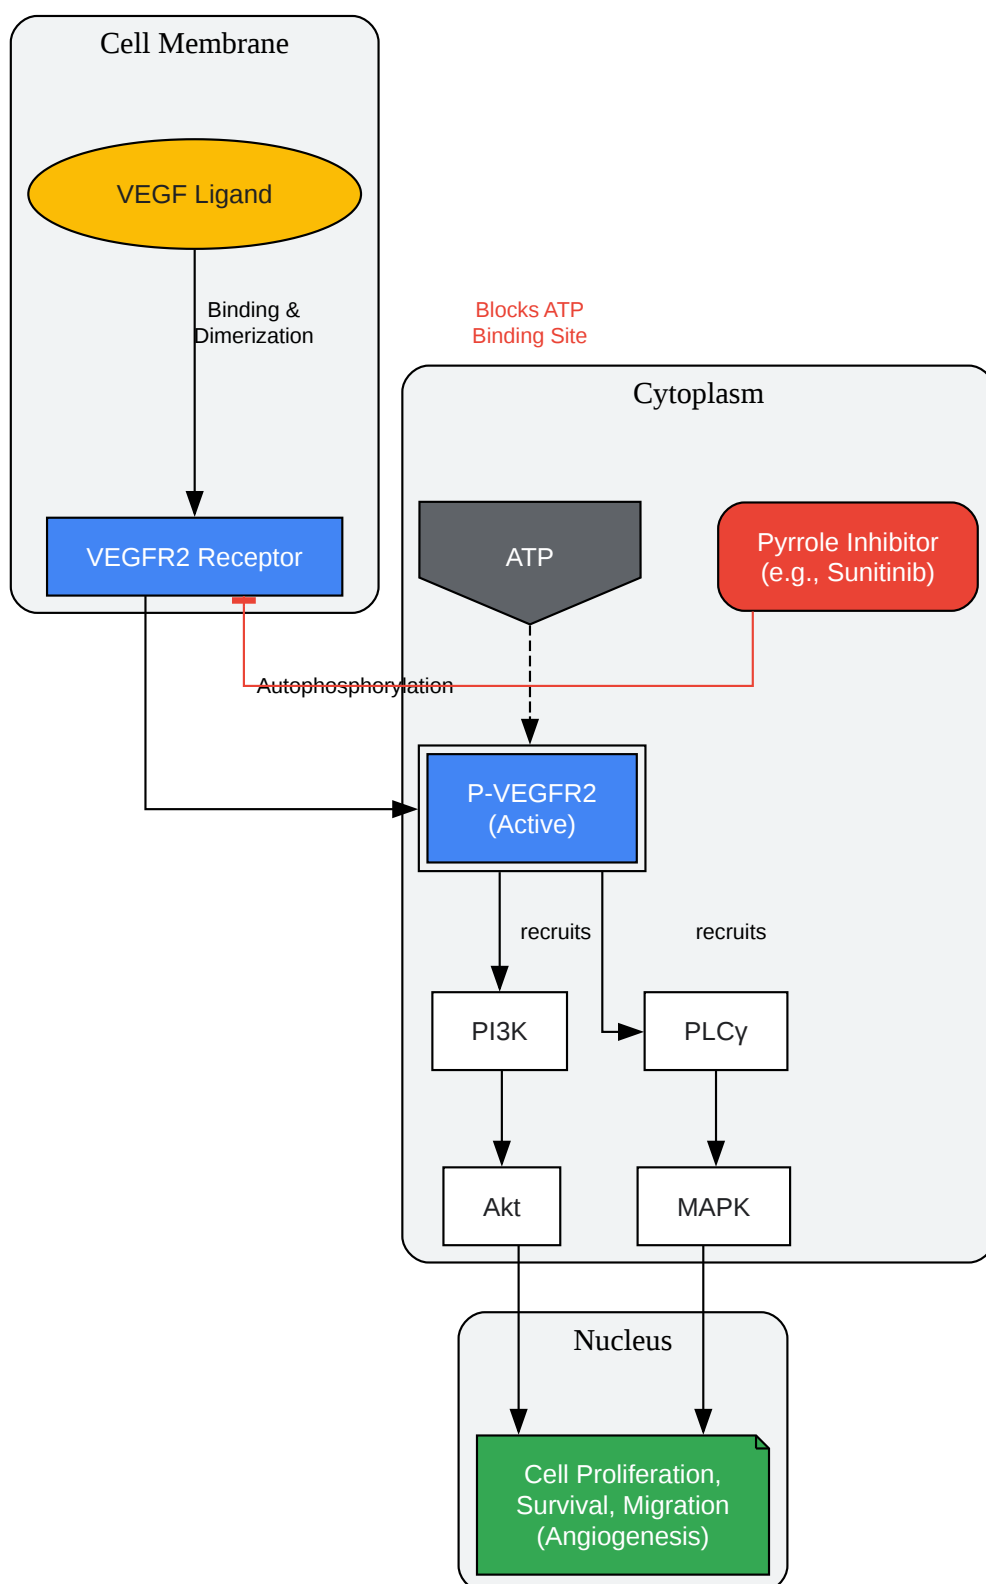 Cell Membrane
VEGF Ligand
Binding &
Dimerization
Blocks ATP
Binding Site
Cytoplasm
VEGFR2 Receptor
ATP
Pyrrole Inhibitor
(e.g., Sunitinib)
Autophosphorylation
P-VEGFR2
(Active)
recruits
recruits
PI3K
PLCγ
Akt
MAPK
Nucleus
Cell Proliferation,
Survival, Migration
(Angiogenesis)